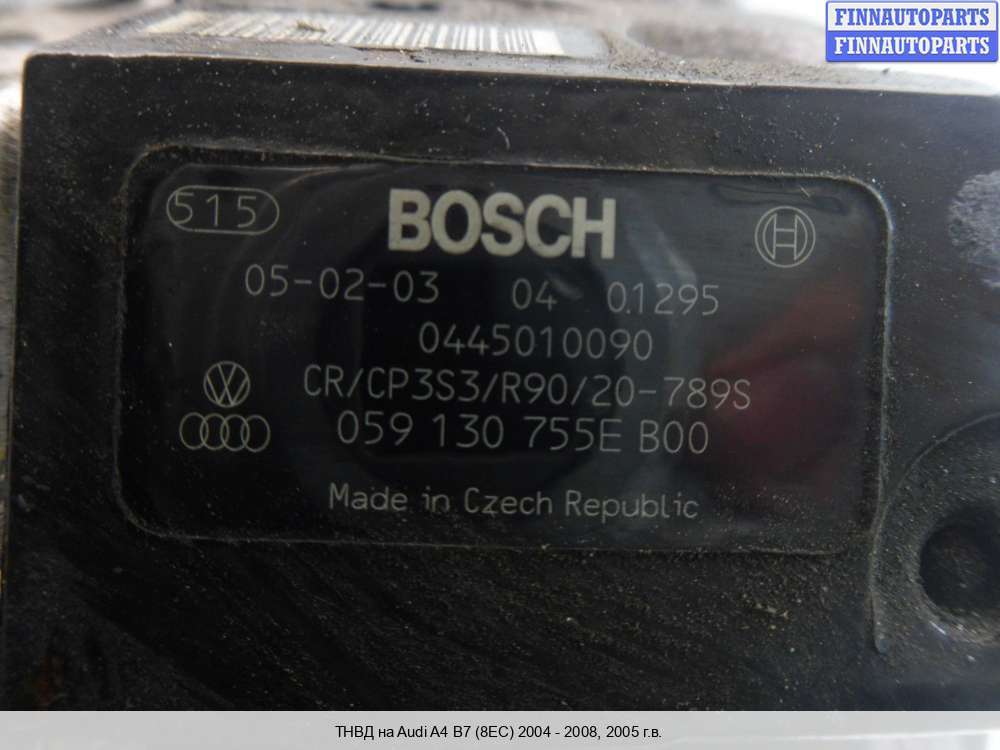 FINNAUTOPARTS
FINNAUTOPARTS
515 BOSCH H
05-02-03 04 0.1295
0445010090
CR/CP3S3/R90/20-789S
059 130 755E B00
Made in Czech Republic
ТНВД на Audi A4 B7 (8EC) 2004 - 2008, 2005 г.в.